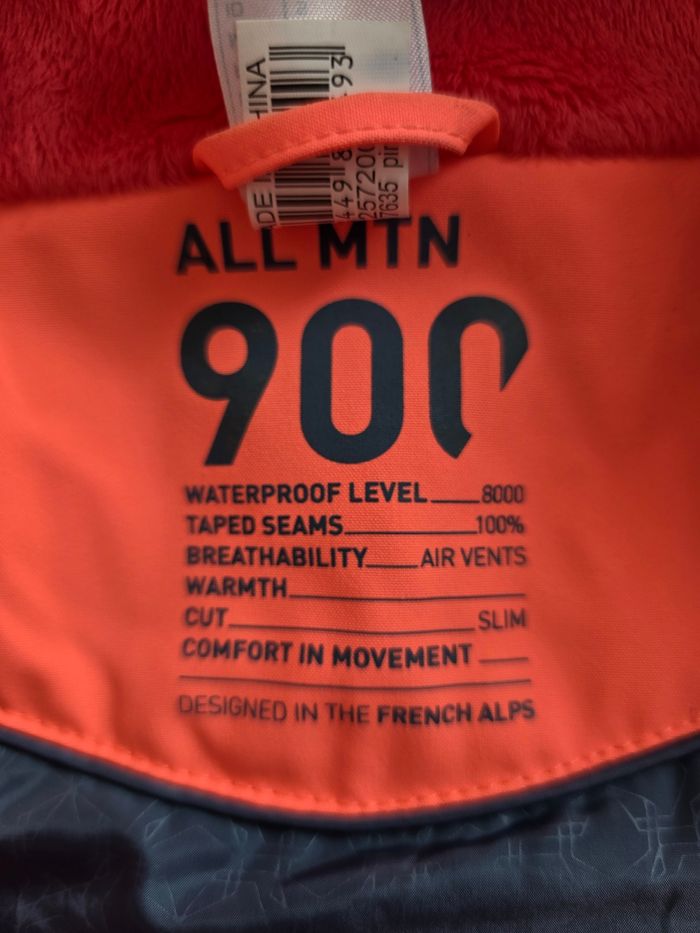 ALL MTN
900
WATERPROOF LEVEL 8000
TAPED SEAMS 100%
BREATHABILITY AIR VENTS
WARMTH
CUT SLIM
COMFORT IN MOVEMENT
DESIGNED IN THE FRENCH ALPS